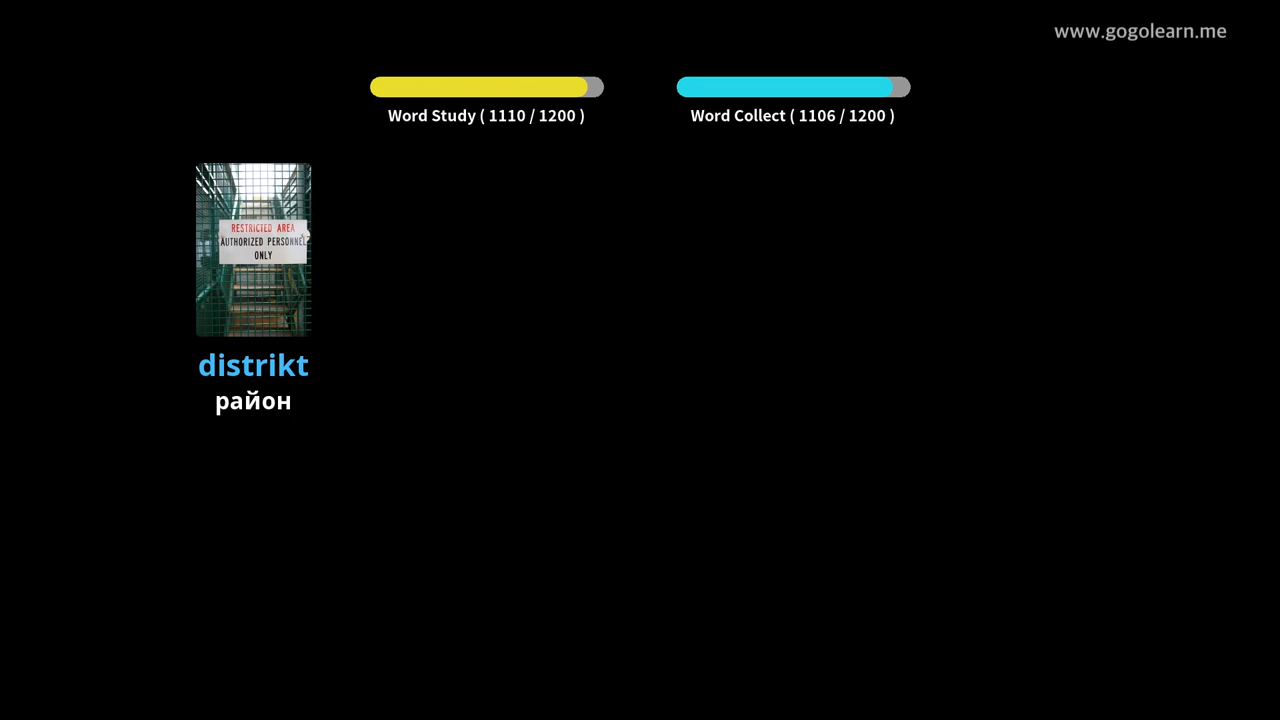 www.gogolearn.me
Word Study ( 1110 / 1200 )
Word Collect ( 1106 / 1200 )
RESTRICTED AREA
AUTHORIZED PERSONNEL
ONLY
distrikt
район